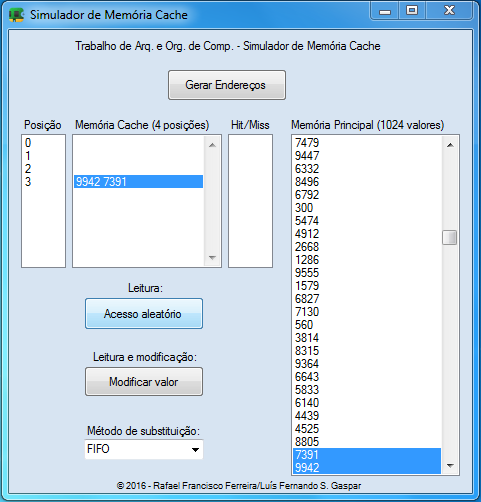 Simulador de Memória Cache
Trabalho de Arq. e Org. de Comp. - Simulador de Memória Cache
Gerar Endereços
Posição
Memória Cache (4 posições)
Hit/Miss
Memória Principal (1024 valores)
0
1
2
3
9942 7391
7479
9447
6332
8496
6792
300
5474
4912
2668
1286
9555
1579
6827
7130
560
3814
8315
9364
6643
5833
6140
4439
4525
8805
7391
9942
Leitura:
Acesso aleatório
Leitura e modificação:
Modificar valor
Método de substituição:
FIFO
© 2016 - Rafael Francisco Ferreira/Luís Fernando S. Gaspar